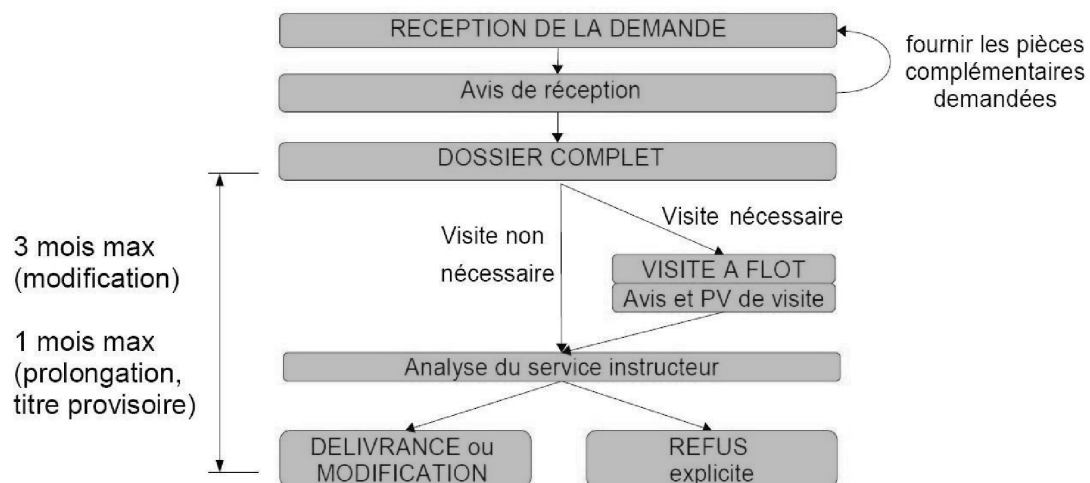 RECEPTION DE LA DEMANDE
fournir les pièces
complémentaires
demandées
Avis de réception
DOSSIER COMPLET
Visite nécessaire
Visite non
nécessaire
VISITE A FLOT
Avis et PV de visite
3 mois max
(modification)
1 mois max
(prolongation,
titre provisoire)
Analyse du service instructeur
DELIVRANCE ou
MODIFICATION
REFUS
explicite